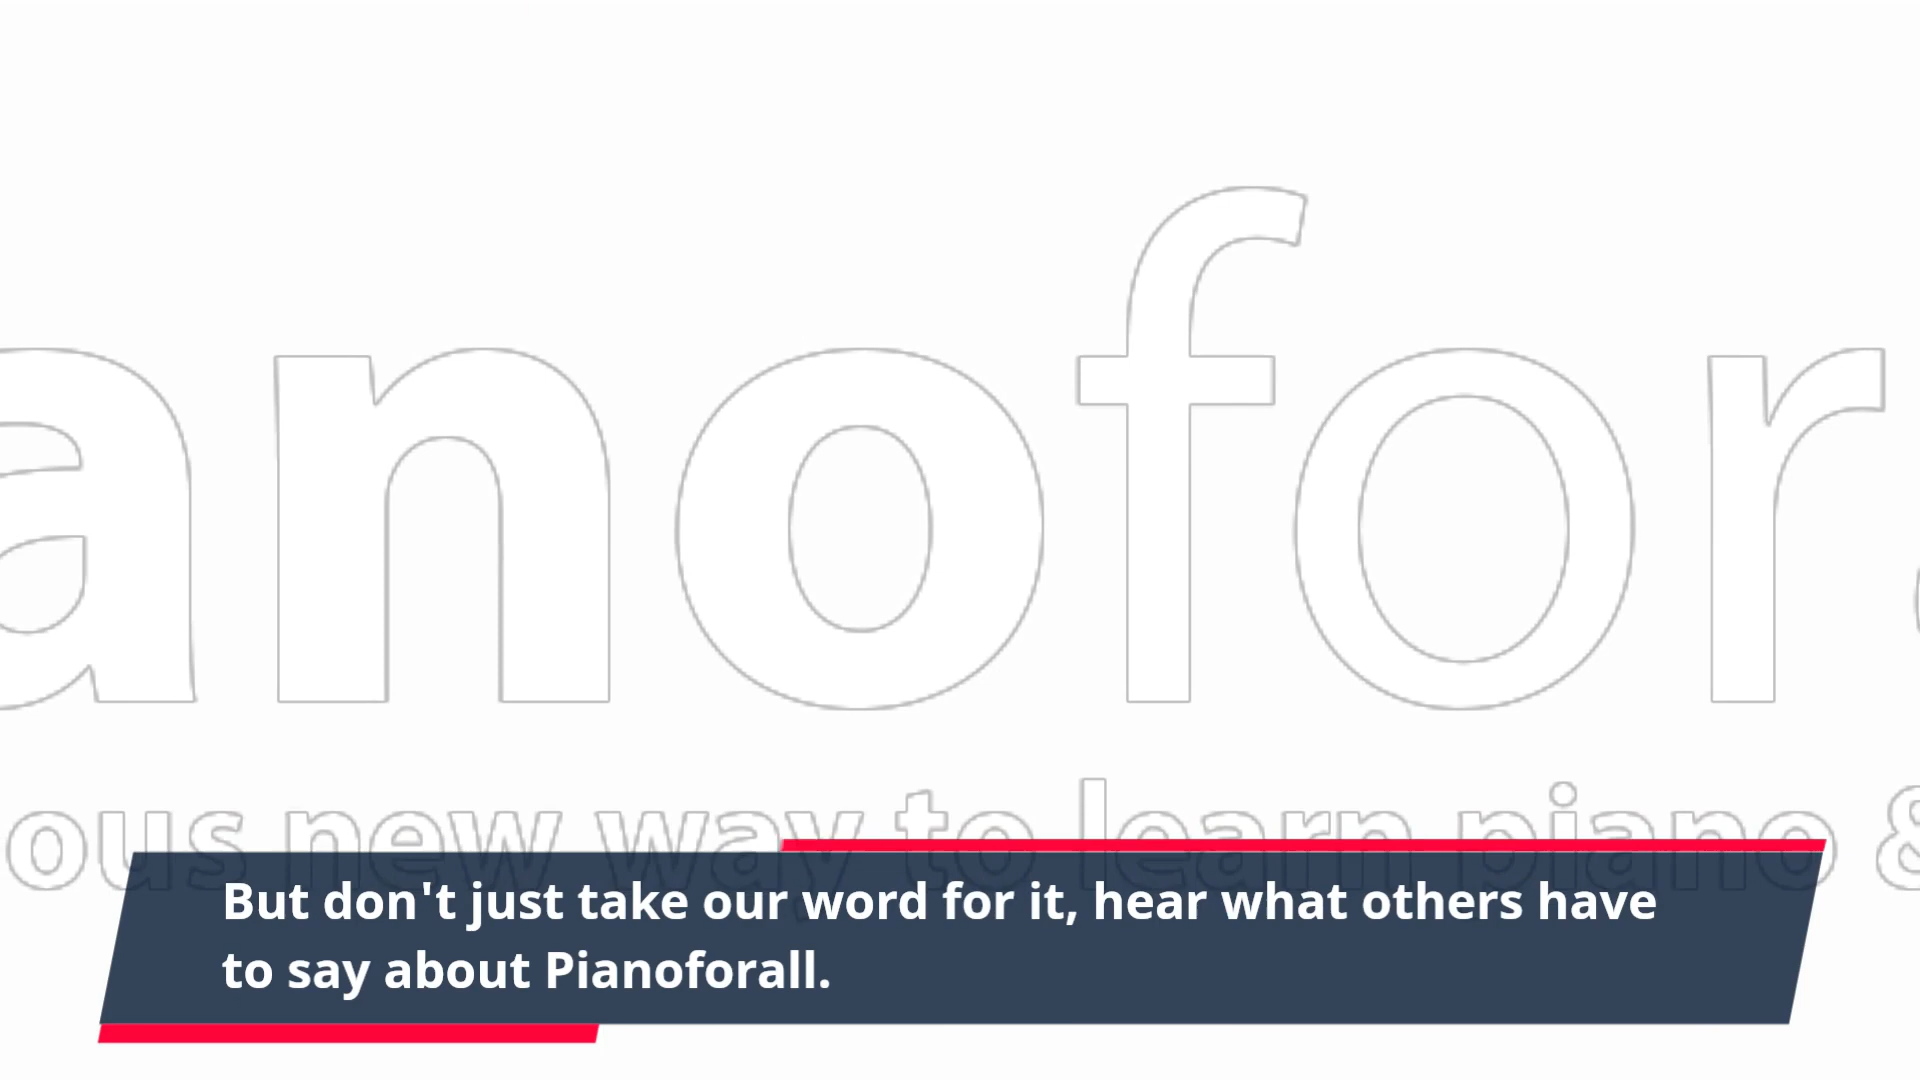 anofor
ous new way to learn piano &
But don't just take our word for it, hear what others have
to say about Pianoforall.